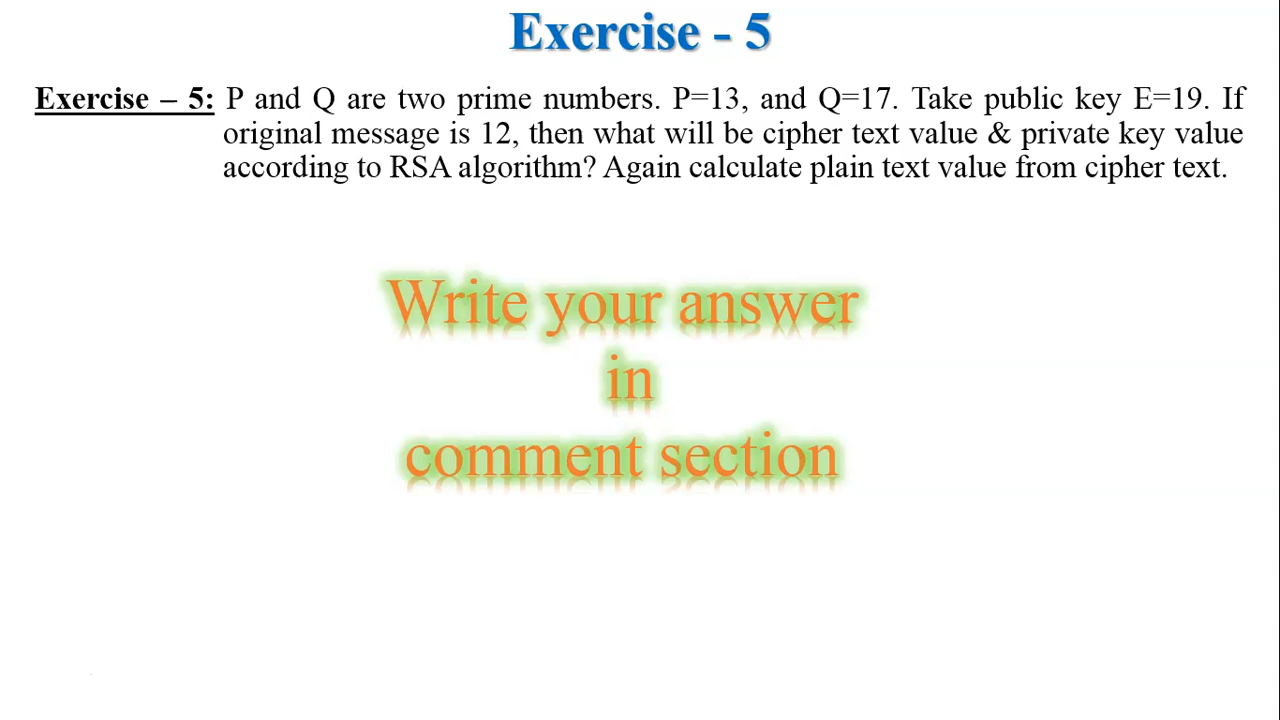 Exercise - 5
Exercise – 5: P and Q are two prime numbers. P=13, and Q=17. Take public key E=19. If
original message is 12, then what will be cipher text value & private key value
according to RSA algorithm? Again calculate plain text value from cipher text.
Write your answer
in
comment section